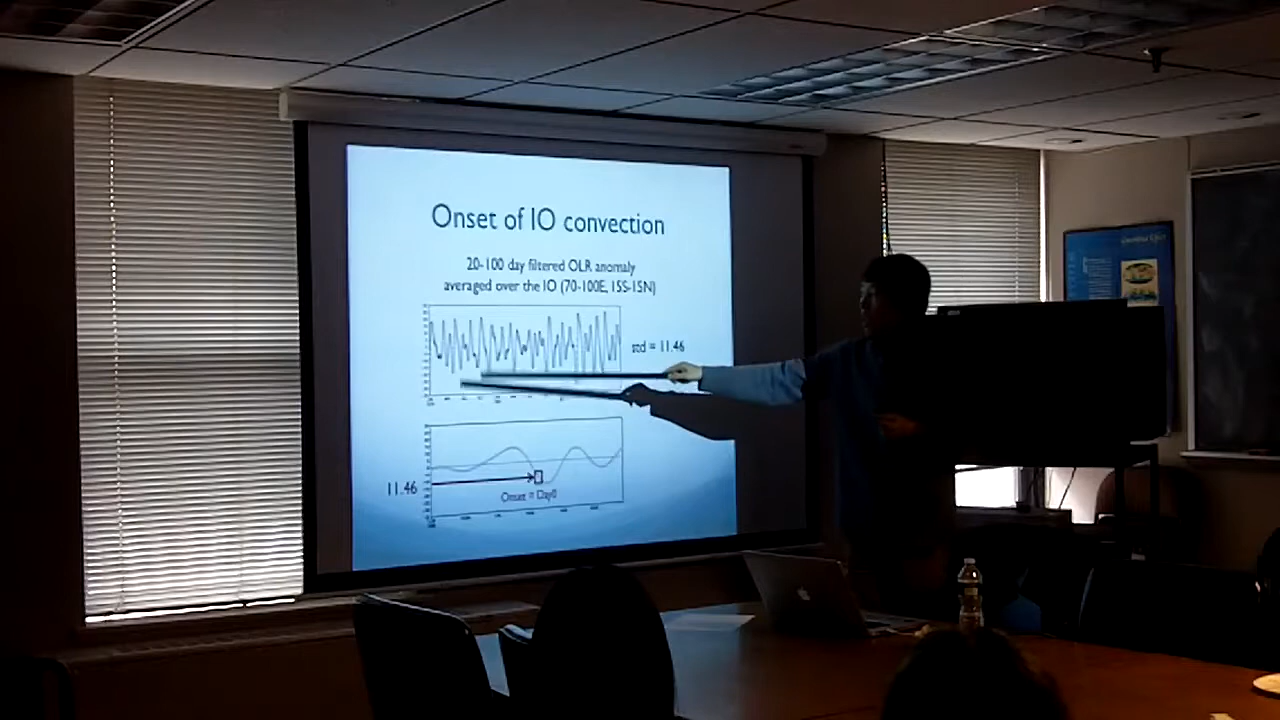 Onset of IO convection
20-100 day filtered OLR anomaly
averaged over the IO (70-100E, 15S-15N)
std = 11.46
11.46
Onset = Day0